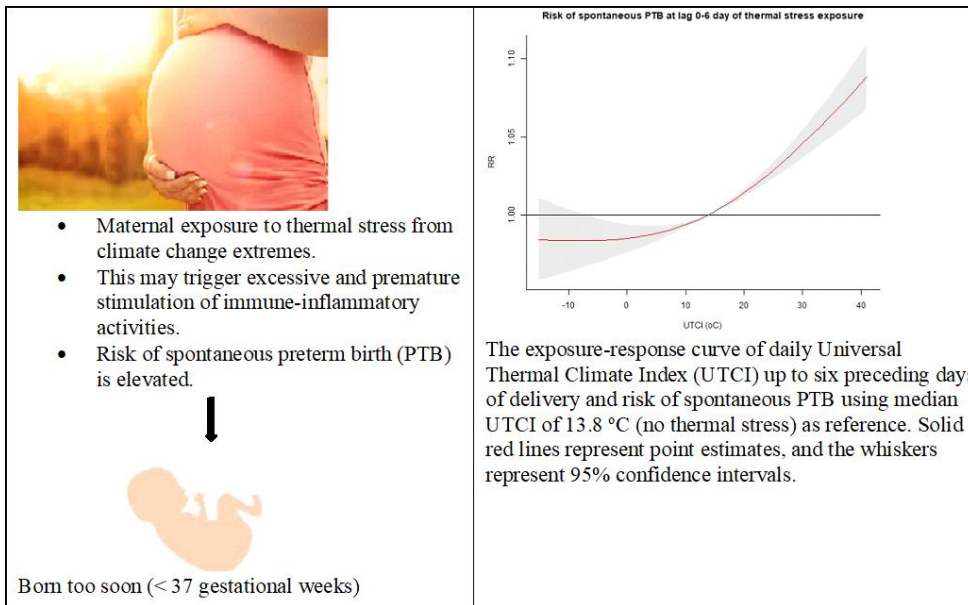 • Maternal exposure to thermal stress from
climate change extremes.
• This may trigger excessive and premature
stimulation of immune-inflammatory
activities.
• Risk of spontaneous preterm birth (PTB)
is elevated.
Born too soon (< 37 gestational weeks)
Risk of spontaneous PTB at lag 0-6 day of thermal stress exposure
1.10
1.05
1.00
RR
-10 0 10 20 30 40
UTCI (oC)
The exposure-response curve of daily Universal
Thermal Climate Index (UTCI) up to six preceding days
of delivery and risk of spontaneous PTB using median
UTCI of 13.8 °C (no thermal stress) as reference. Solid
red lines represent point estimates, and the whiskers
represent 95% confidence intervals.